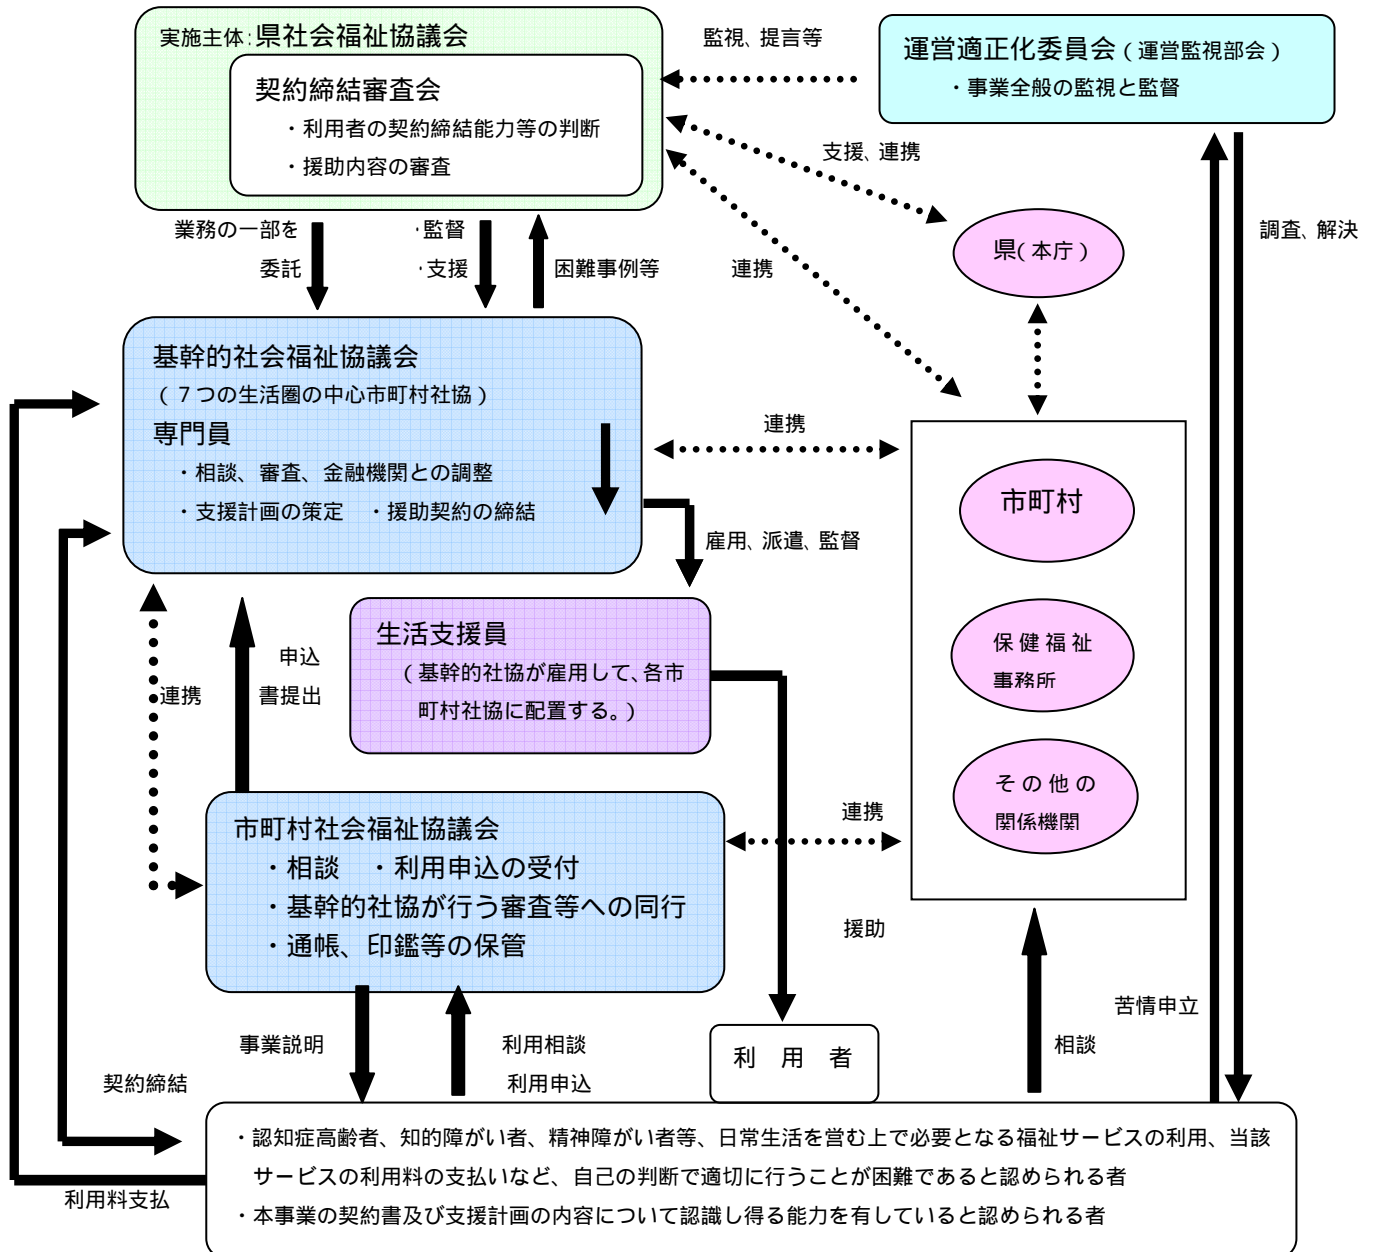 実施主体：県社会福祉協議会
契約締結審査会
・利用者の契約締結能力等の判断
・援助内容の審査
監視、提言等
運営適正化委員会（運営監視部会）
・事業全般の監視と監督
支援、連携
連携
県（本庁）
調査、解決
業務の一部を
委託
・監督
・支援
困難事例等
基幹的社会福祉協議会
（７つの生活圏の中心市町村社協）
専門員
・相談、審査、金融機関との調整
・支援計画の策定　・援助契約の締結
連携
雇用、派遣、監督
市町村
保健福祉
事務所
その他の
関係機関
生活支援員
（基幹的社協が雇用して、各市
町村社協に配置する。）
申込
書提出
連携
市町村社会福祉協議会
・相談　・利用申込の受付
・基幹的社協が行う審査等への同行
・通帳、印鑑等の保管
連携
援助
苦情申立
相談
事業説明
利用相談
利用申込
契約締結
利用者
・認知症高齢者、知的障がい者、精神障がい者等、日常生活を営む上で必要となる福祉サービスの利用、当該
サービスの利用料の支払いなど、自己の判断で適切に行うことが困難であると認められる者
・本事業の契約書及び支援計画の内容について認識し得る能力を有していると認められる者
利用料支払